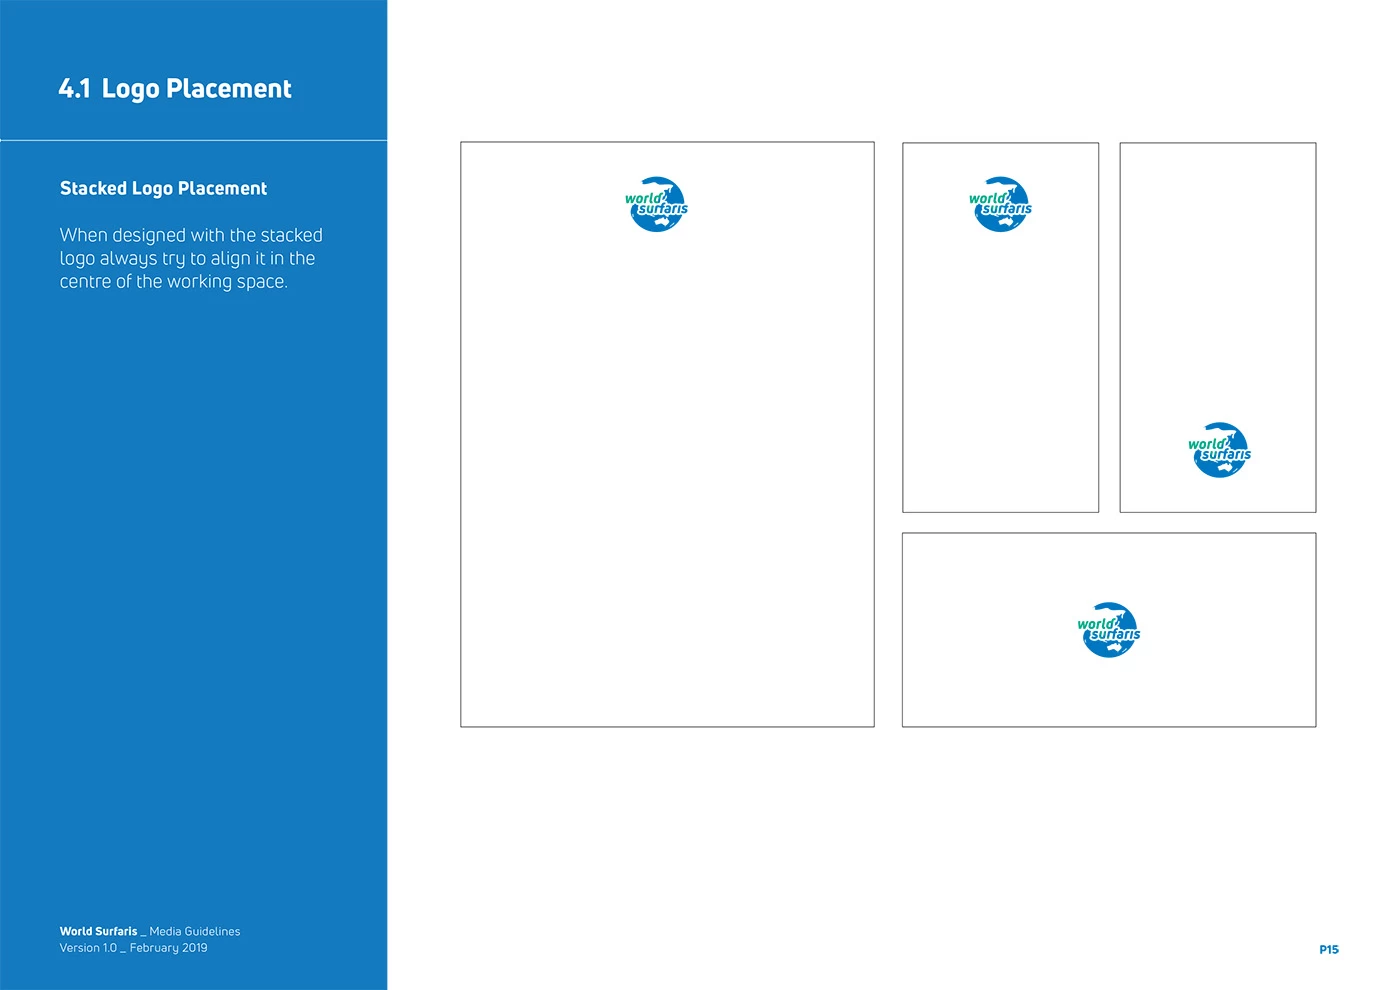 4.1 Logo Placement
Stacked Logo Placement
When designed with the stacked
logo always try to align it in the
centre of the working space.
world
surfaris
world
surfaris
world
surfaris
world
surfaris
World Surfaris _ Media Guidelines
Version 1.0 _ February 2019
P15